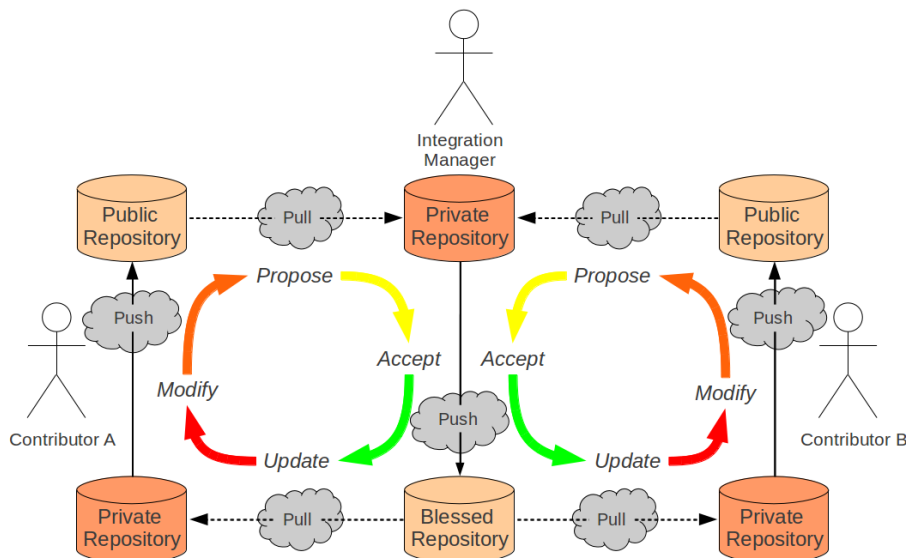 Integration
Manager
Public
Repository
Pull
Private
Repository
Pull
Public
Repository
Propose
Propose
Push
Push
Accept
Accept
Modify
Modify
Contributor A
Push
Contributor B
Update
Update
Private
Repository
Pull
Blessed
Repository
Pull
Private
Repository